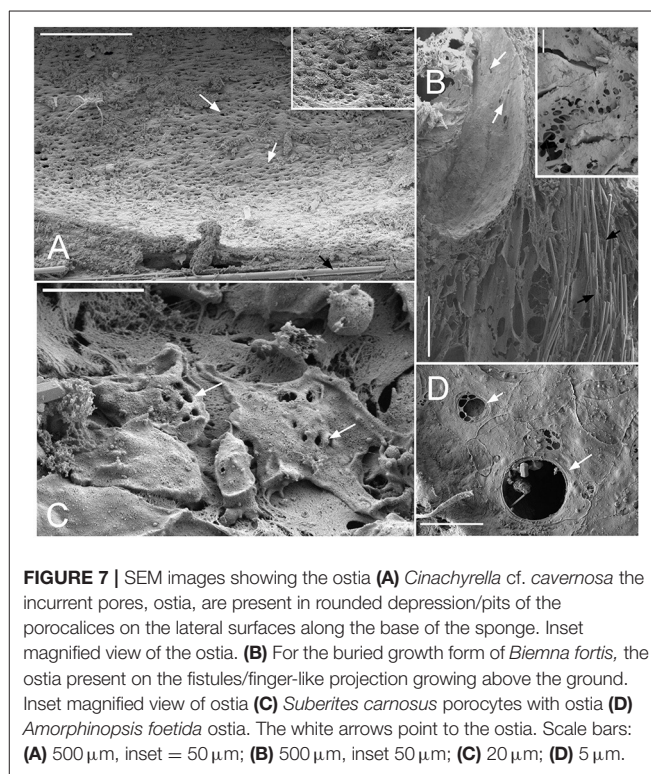 A
B
C
D
FIGURE 7 | SEM images showing the ostia (A) Cinachyrella cf. cavernosa the
incurrent pores, ostia, are present in rounded depression/pits of the
porocalices on the lateral surfaces along the base of the sponge. Inset
magnified view of the ostia. (B) For the buried growth form of Biemna fortis, the
ostia present on the fistules/finger-like projection growing above the ground.
Inset magnified view of ostia (C) Suberites carnosus porocytes with ostia (D)
Amorphinopsis foetida ostia. The white arrows point to the ostia. Scale bars:
(A) 500 μm, inset = 50 μm; (B) 500 μm, inset 50 μm; (C) 20 μm; (D) 5 μm.